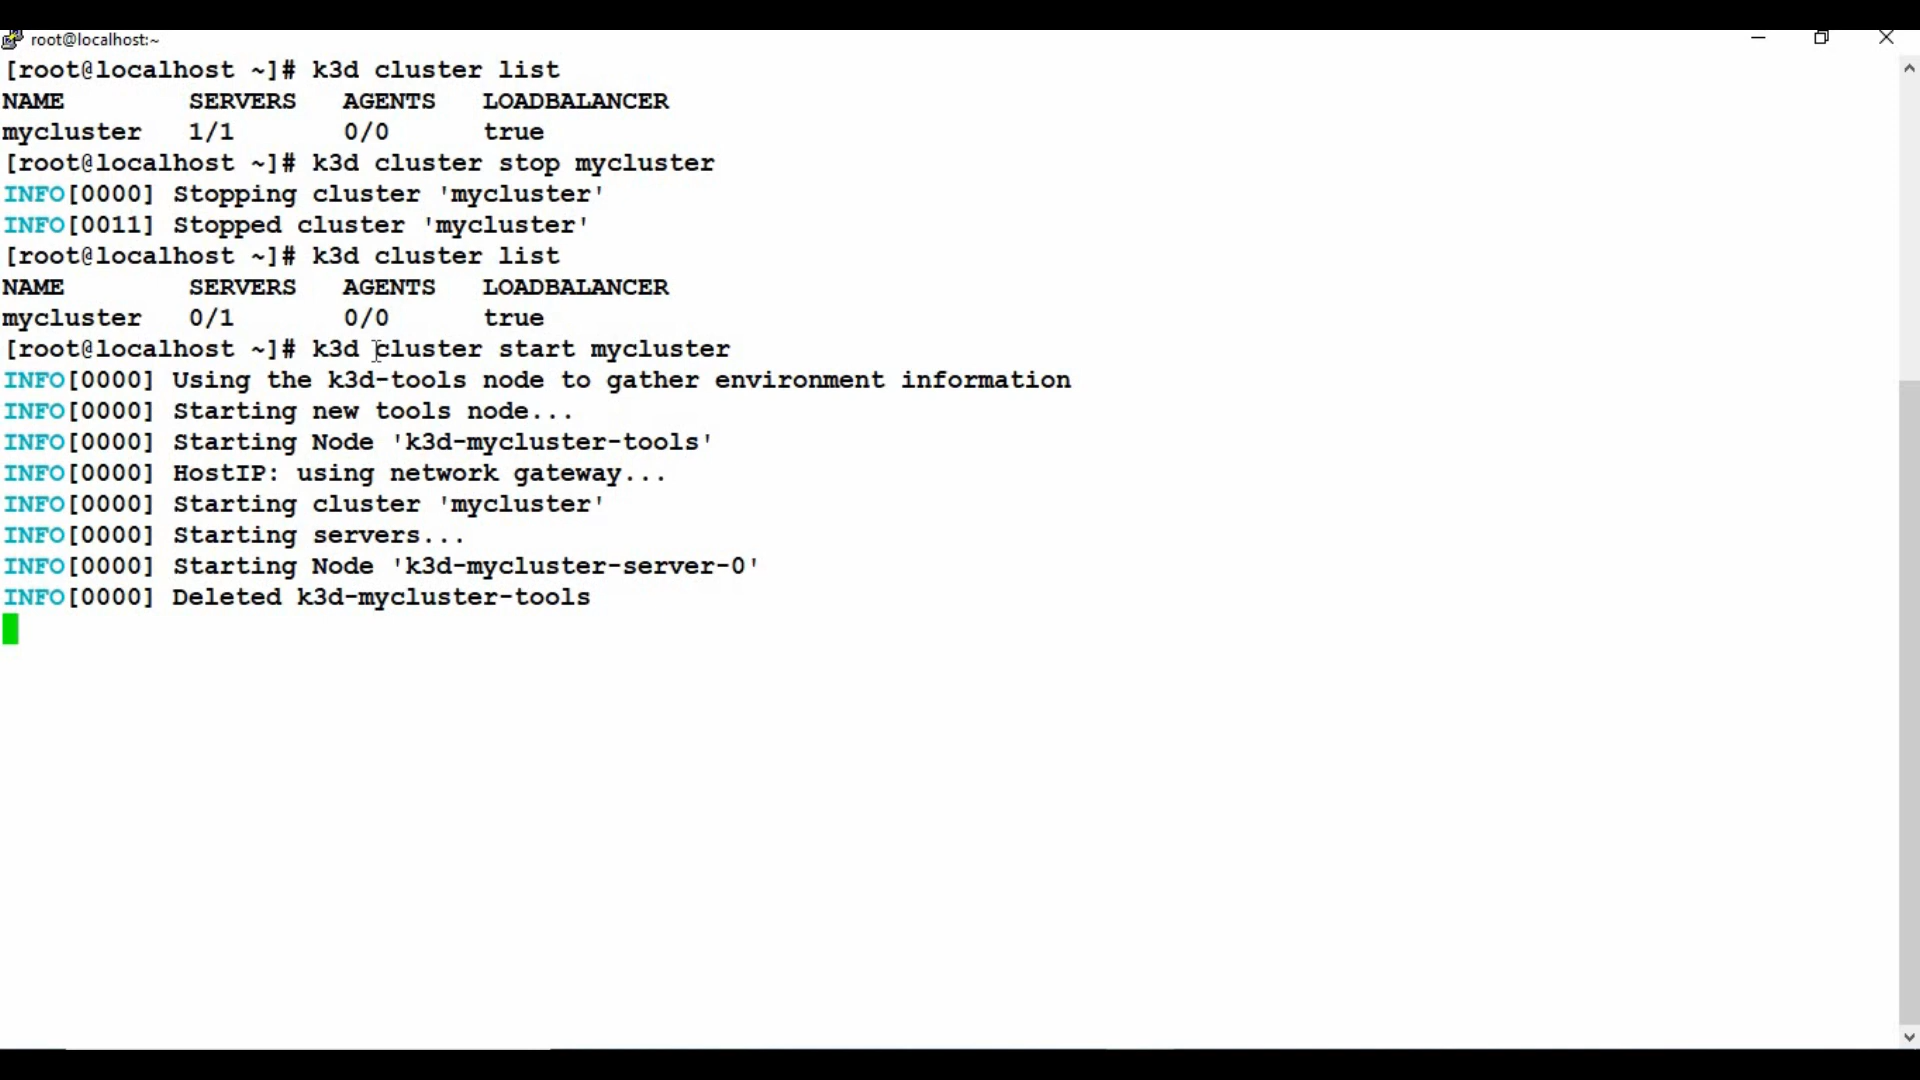 root@localhost:~
[root@localhost ~]# k3d cluster list
NAME        SERVERS   AGENTS   LOADBALANCER
mycluster   1/1       0/0      true
[root@localhost ~]# k3d cluster stop mycluster
INFO[0000] Stopping cluster 'mycluster'
INFO[0011] Stopped cluster 'mycluster'
[root@localhost ~]# k3d cluster list
NAME        SERVERS   AGENTS   LOADBALANCER
mycluster   0/1       0/0      true
[root@localhost ~]# k3d cluster start mycluster
INFO[0000] Using the k3d-tools node to gather environment information
INFO[0000] Starting new tools node...
INFO[0000] Starting Node 'k3d-mycluster-tools'
INFO[0000] HostIP: using network gateway...
INFO[0000] Starting cluster 'mycluster'
INFO[0000] Starting servers...
INFO[0000] Starting Node 'k3d-mycluster-server-0'
INFO[0000] Deleted k3d-mycluster-tools